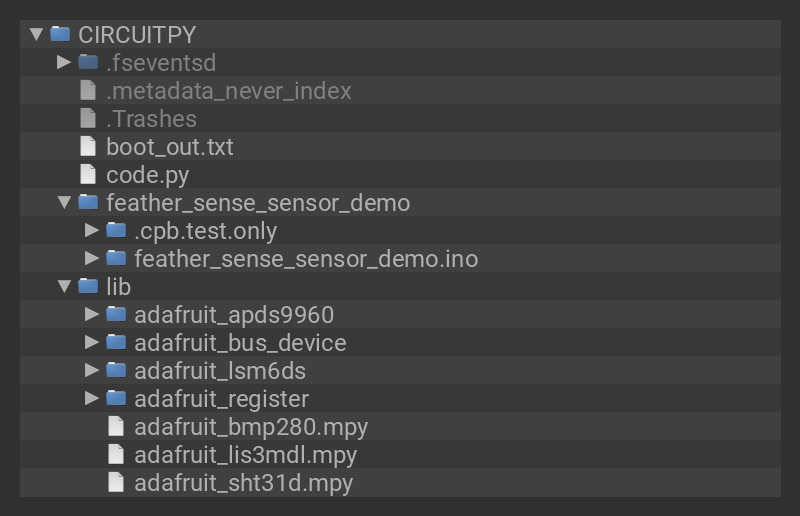 CIRCUITPY
.fseventsd
.metadata_never_index
.Trashes
boot_out.txt
code.py
feather_sense_sensor_demo
.cpb.test.only
feather_sense_sensor_demo.ino
lib
adafruit_apds9960
adafruit_bus_device
adafruit_lsm6ds
adafruit_register
adafruit_bmp280.mpy
adafruit_lis3mdl.mpy
adafruit_sht31d.mpy